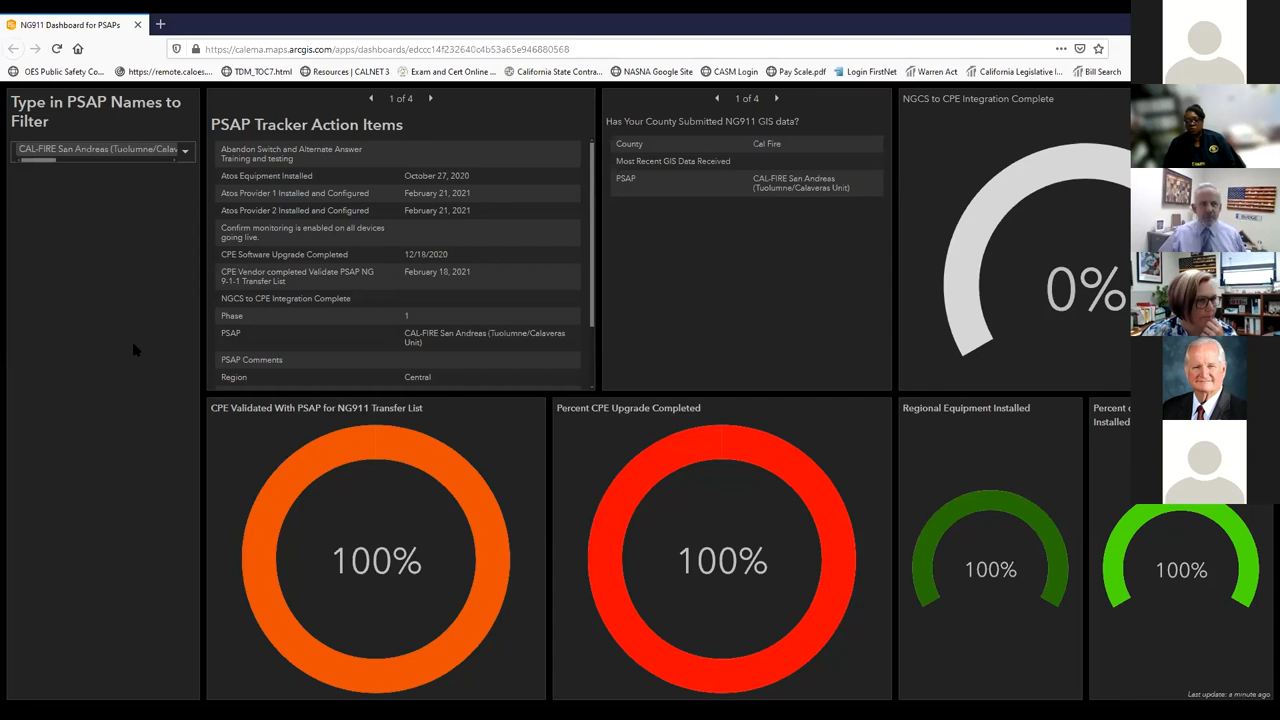 NG911 Dashboard for PSAPs
https://calema.maps.arcgis.com/apps/dashboards/edccc14f232640c4b53a65e946880568
OES Public Safety Co...
https://remote.caloes...
TDM_TOC7.html
Resources | CALNET 3
Exam and Cert Online ...
California State Contr...
NASNA Google Site
CASM Login
Pay Scale.pdf
Login FirstNet
Warren Act
California Legislative I...
Bill Search
Type in PSAP Names to
Filter
CAL-FIRE San Andreas (Tuolumne/Calav
1 of 4
PSAP Tracker Action Items
Abandon Switch and Alternate Answer
Training and testing
Atos Equipment Installed October 27, 2020
Atos Provider 1 Installed and Configured February 21, 2021
Atos Provider 2 Installed and Configured February 21, 2021
Confirm monitoring is enabled on all devices
going live.
CPE Software Upgrade Completed 12/18/2020
CPE Vendor completed Validate PSAP NG February 18, 2021
9-1-1 Transfer List
NGCS to CPE Integration Complete
Phase 1
PSAP CAL-FIRE San Andreas (Tuolumne/Calaveras
Unit)
PSAP Comments
Region Central
1 of 4
Has Your County Submitted NG911 GIS data?
County Cal Fire
Most Recent GIS Data Received
PSAP CAL-FIRE San Andreas
(Tuolumne/Calaveras Unit)
NGCS to CPE Integration Complete
0%
CPE Validated With PSAP for NG911 Transfer List
100%
Percent CPE Upgrade Completed
100%
Regional Equipment Installed
100%
Percent
Installed
100%
Last update: a minute ago